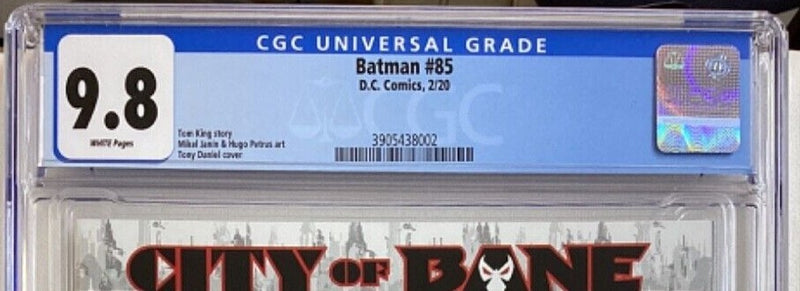 CGC UNIVERSAL GRADE
Batman #85
D.C. Comics, 2/20
9.8
WHITE Pages
Tom King story
Mikel Janin & Hugo Petrus art
Tony Daniel cover
CGC
3905438002
CITY OF BANE